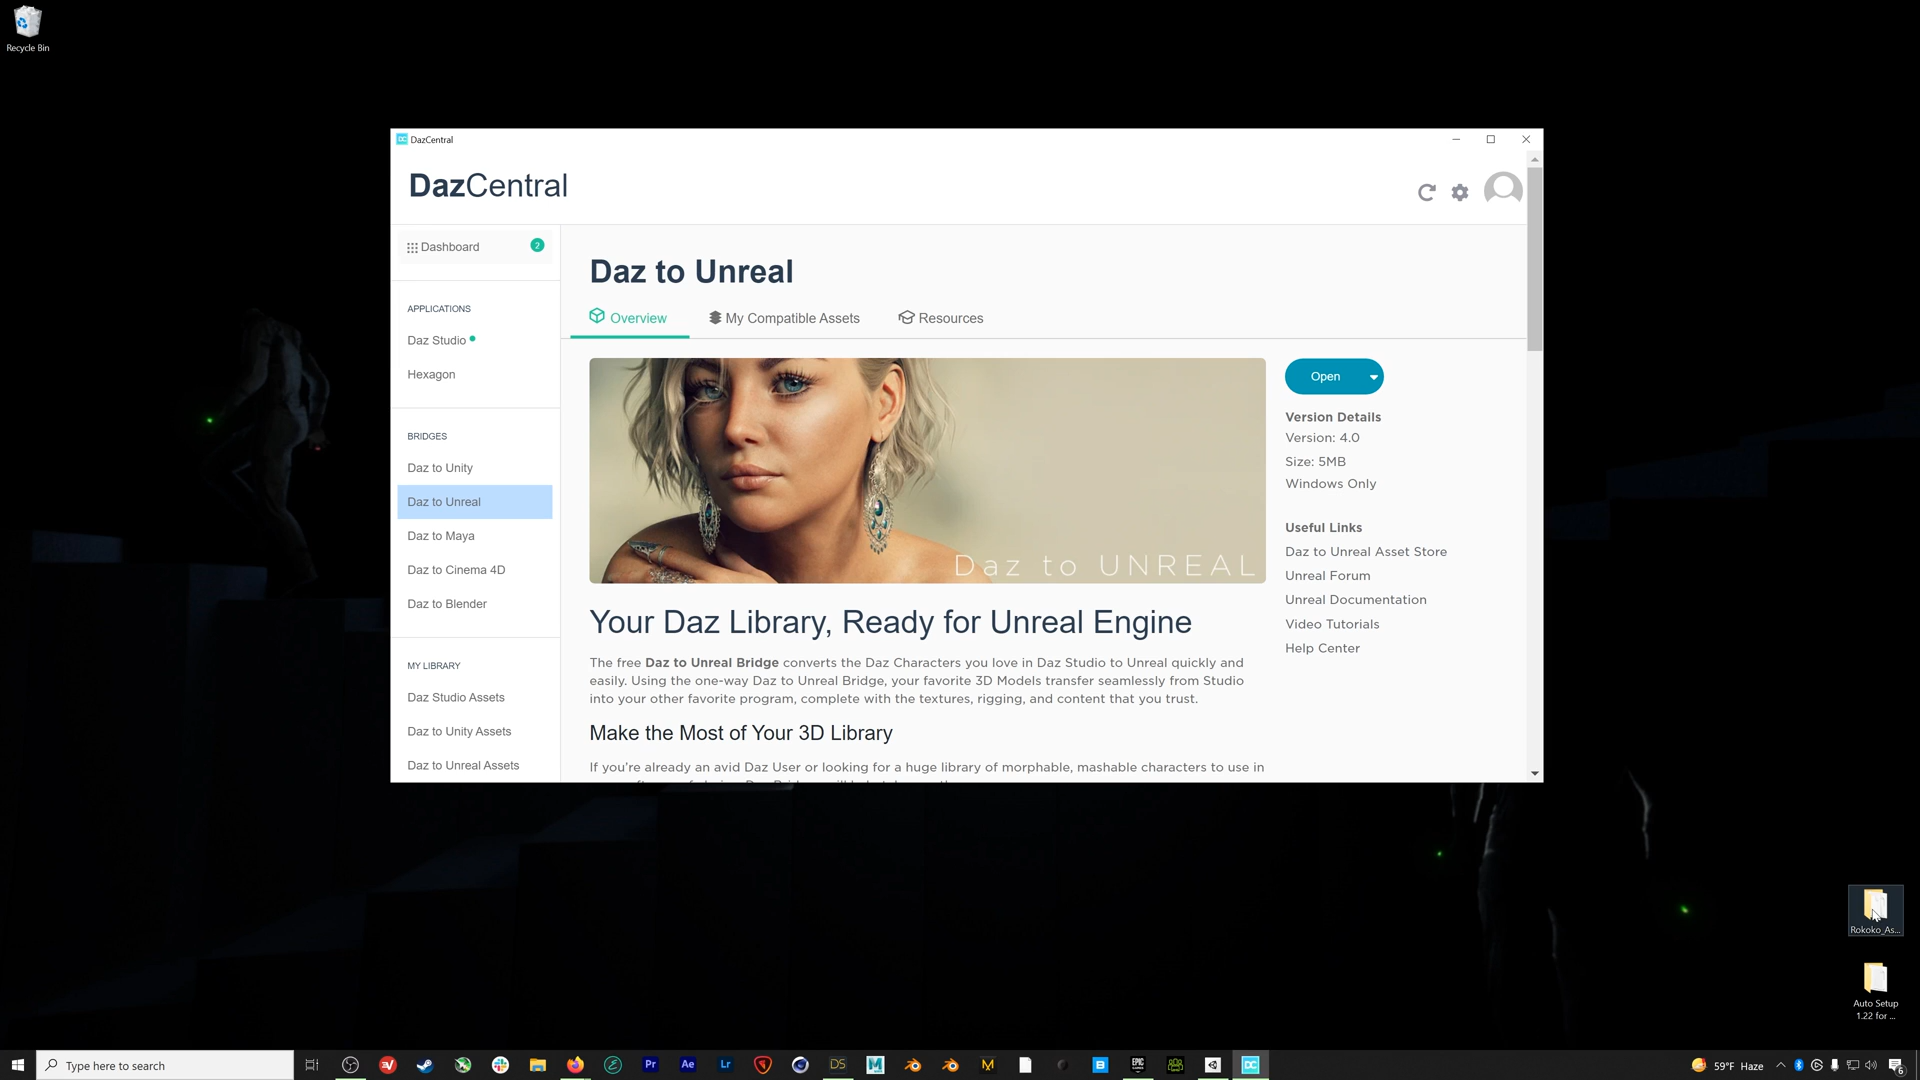 Recycle Bin
DazCentral
DazCentral
Dashboard
2
APPLICATIONS
Daz Studio
Hexagon
BRIDGES
Daz to Unity
Daz to Unreal
Daz to Maya
Daz to Cinema 4D
Daz to Blender
MY LIBRARY
Daz Studio Assets
Daz to Unity Assets
Daz to Unreal Assets
Daz to Unreal
Overview
My Compatible Assets
Resources
Daz to UNREAL
Your Daz Library, Ready for Unreal Engine
The free Daz to Unreal Bridge converts the Daz Characters you love in Daz Studio to Unreal quickly and
easily. Using the one-way Daz to Unreal Bridge, your favorite 3D Models transfer seamlessly from Studio
into your other favorite program, complete with the textures, rigging, and content that you trust.
Make the Most of Your 3D Library
If you're already an avid Daz User or looking for a huge library of morphable, mashable characters to use in
Open
Version Details
Version: 4.0
Size: 5MB
Windows Only
Useful Links
Daz to Unreal Asset Store
Unreal Forum
Unreal Documentation
Video Tutorials
Help Center
Rokoko_As...
Auto Setup
1.22 for ...
Type here to search
Pr
Ae
Lr
DS
M
EPIC
DC
59°F Haze
6